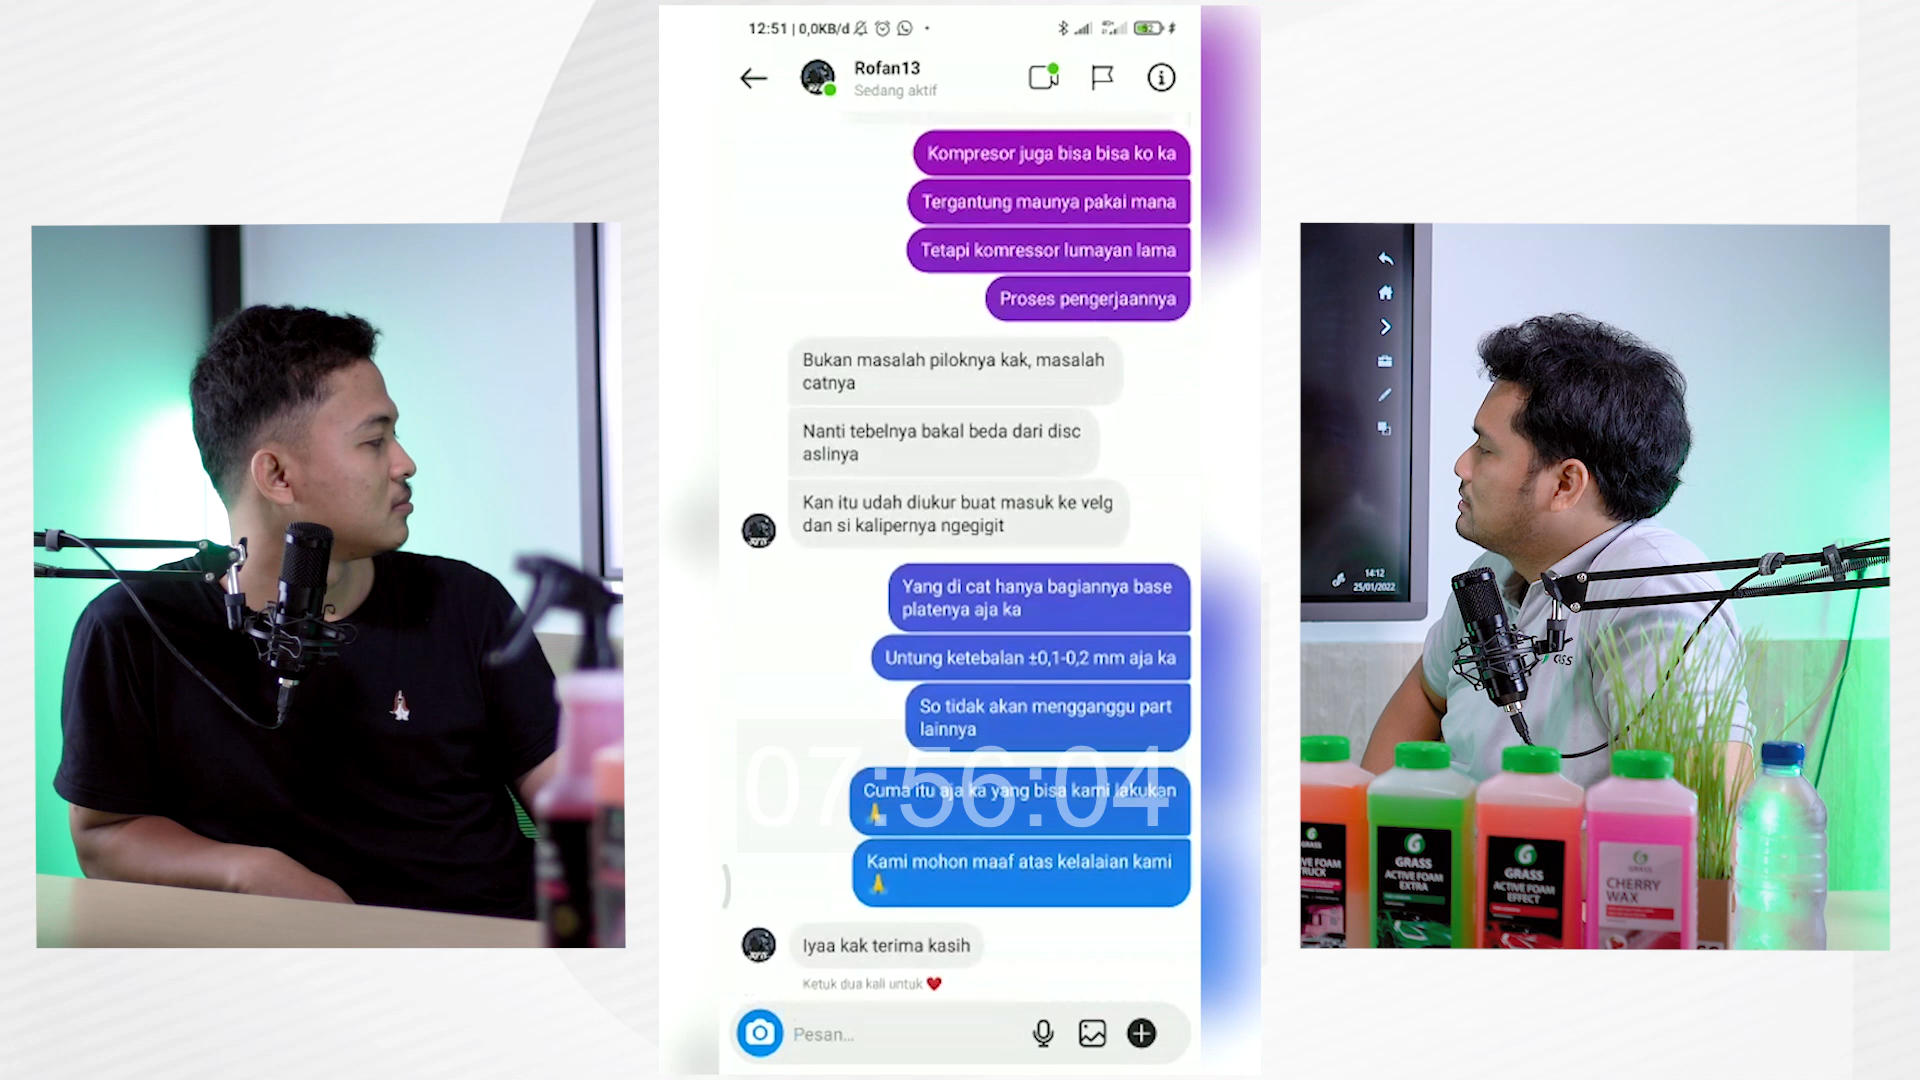 12:51 | 0,0KB/d
Rofan13
Sedang aktif
Kompresor juga bisa bisa ko ka
Tergantung maunya pakai mana
Tetapi komressor lumayan lama
Proses pengerjaannya
Bukan masalah piloknya kak, masalah
catnya
Nanti tebelnya bakal beda dari disc
aslinya
Kan itu udah diukur buat masuk ke velg
dan si kalipernya ngegigit
Yang di cat hanya bagiannya base
platenya aja ka
Untung ketebalan ±0,1-0,2 mm aja ka
So tidak akan mengganggu part
lainnya
07:56:04
Cuma itu aja ka yang bisa kami lakukan
🙏
Kami mohon maaf atas kelalaian kami
🙏
Iyaa kak terima kasih
Ketuk dua kali untuk ❤️
Pesan...
14:12
25/01/2022
GRASS
ACTIVE FOAM
EXTRA
GRASS
ACTIVE FOAM
EFFECT
CHERRY
WAX